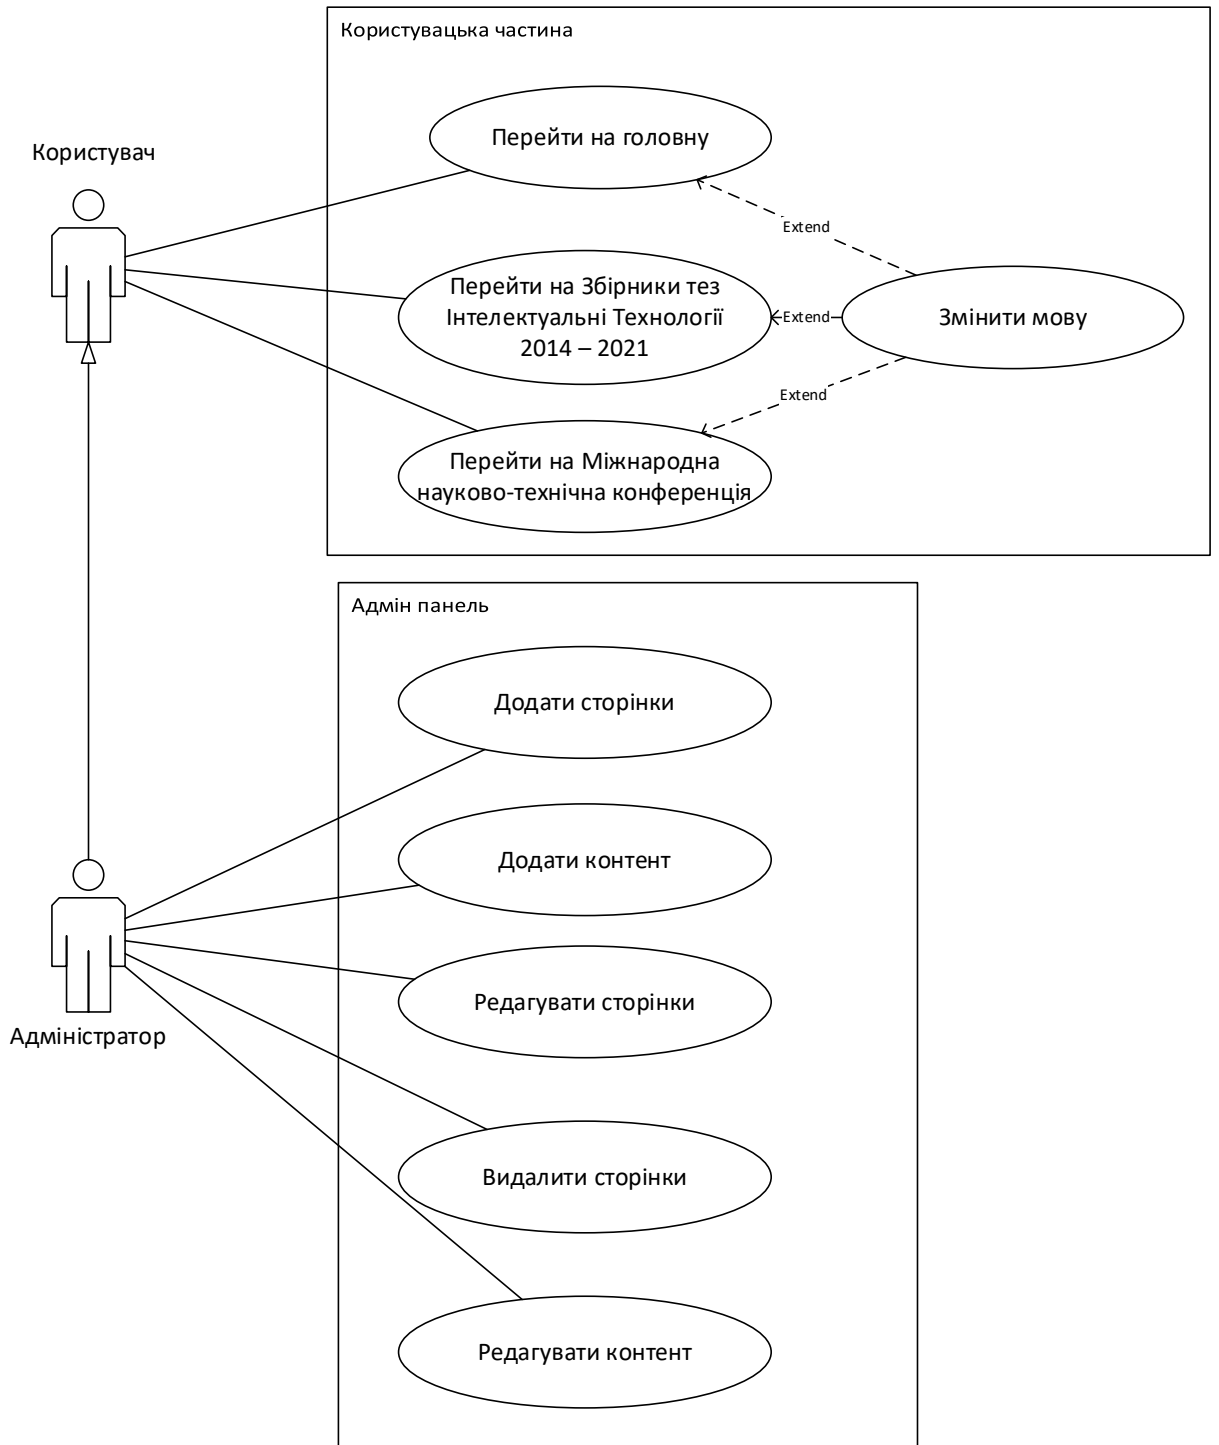 Користувацька частина
Перейти на головну
Користувач
Extend
Перейти на Збірники тез
Інтелектуальні Технології
2014 – 2021
Extend
Змінити мову
Extend
Перейти на Міжнародна
науково-технічна конференція
Адмін панель
Додати сторінки
Додати контент
Редагувати сторінки
Адміністратор
Видалити сторінки
Редагувати контент